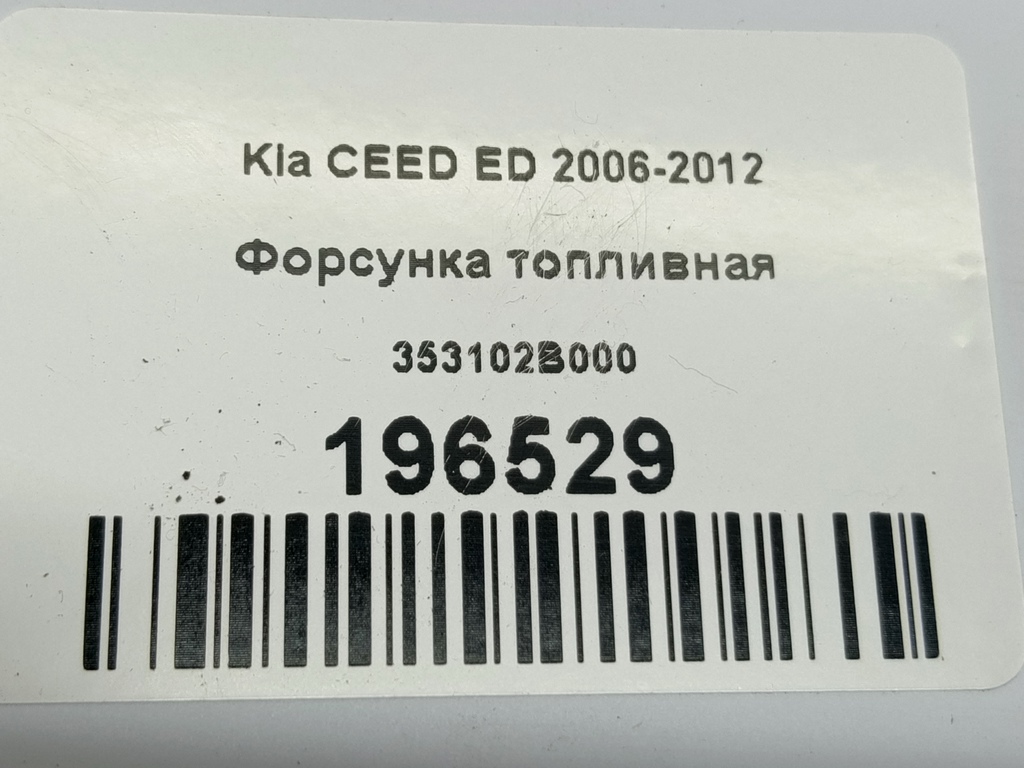 Kia CEED ED 2006-2012
Форсунка топливная
353102B000
196529